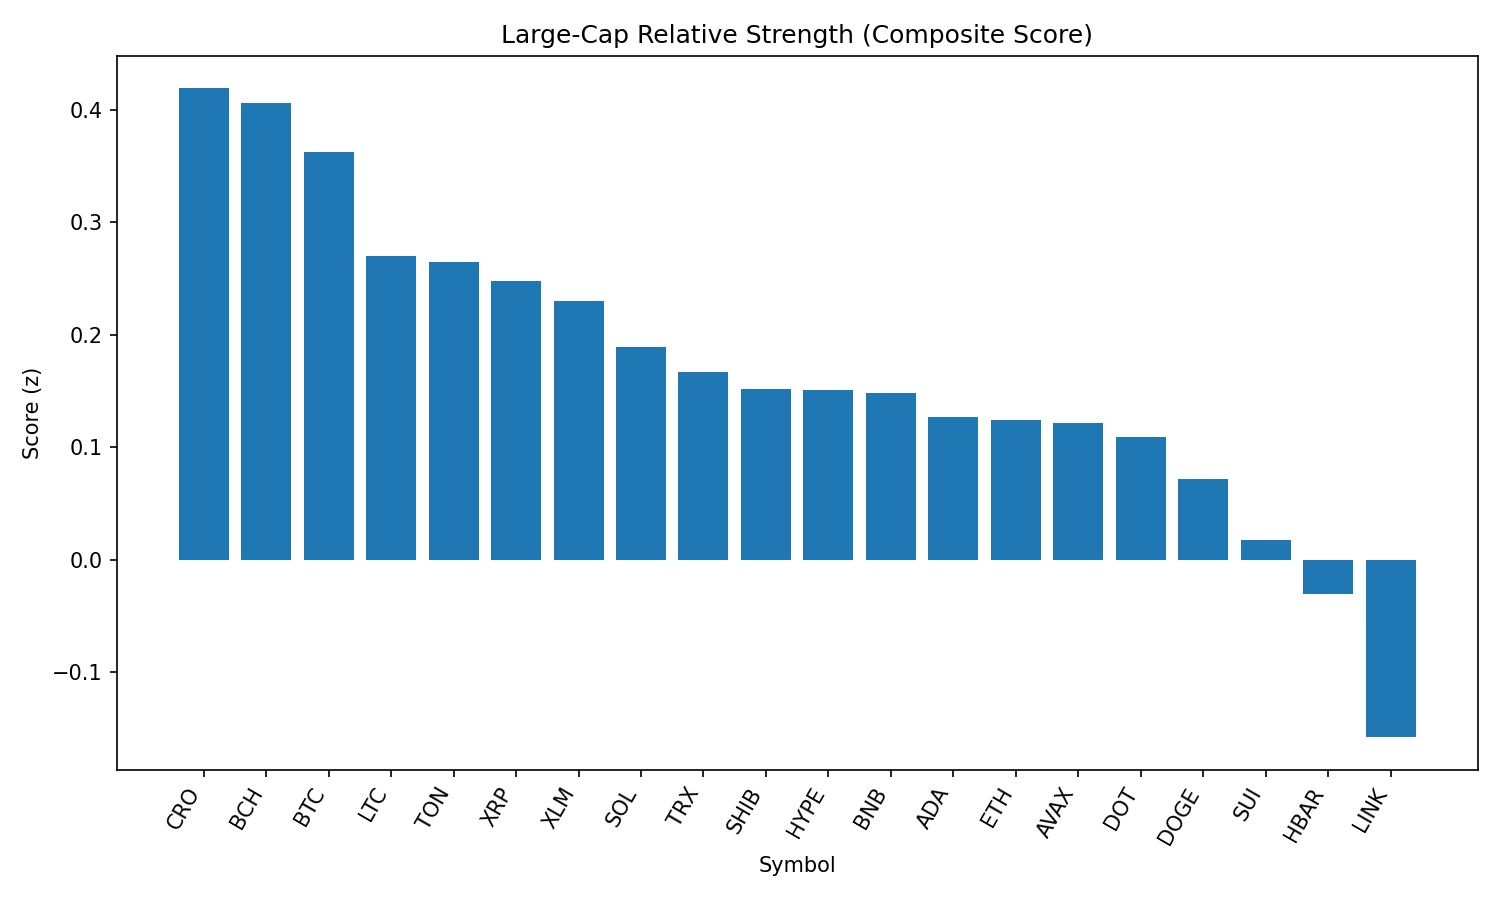 Large-Cap Relative Strength (Composite Score)
Score (z)
0.4
0.3
0.2
0.1
0.0
−0.1
CRO
BCH
BTC
LTC
TON
XRP
XLM
SOL
TRX
SHIB
HYPE
BNB
ADA
ETH
AVAX
DOT
DOGE
SUI
HBAR
LINK
Symbol